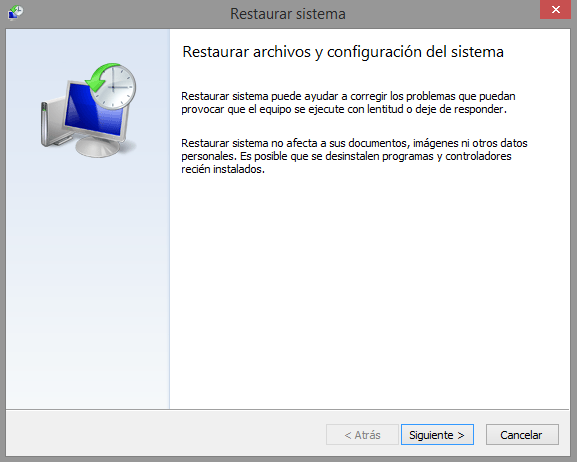 Restaurar sistema
Restaurar archivos y configuración del sistema
Restaurar sistema puede ayudar a corregir los problemas que puedan
provocar que el equipo se ejecute con lentitud o deje de responder.
Restaurar sistema no afecta a sus documentos, imágenes ni otros datos
personales. Es posible que se desinstalen programas y controladores
recién instalados.
< Atrás Siguiente > Cancelar